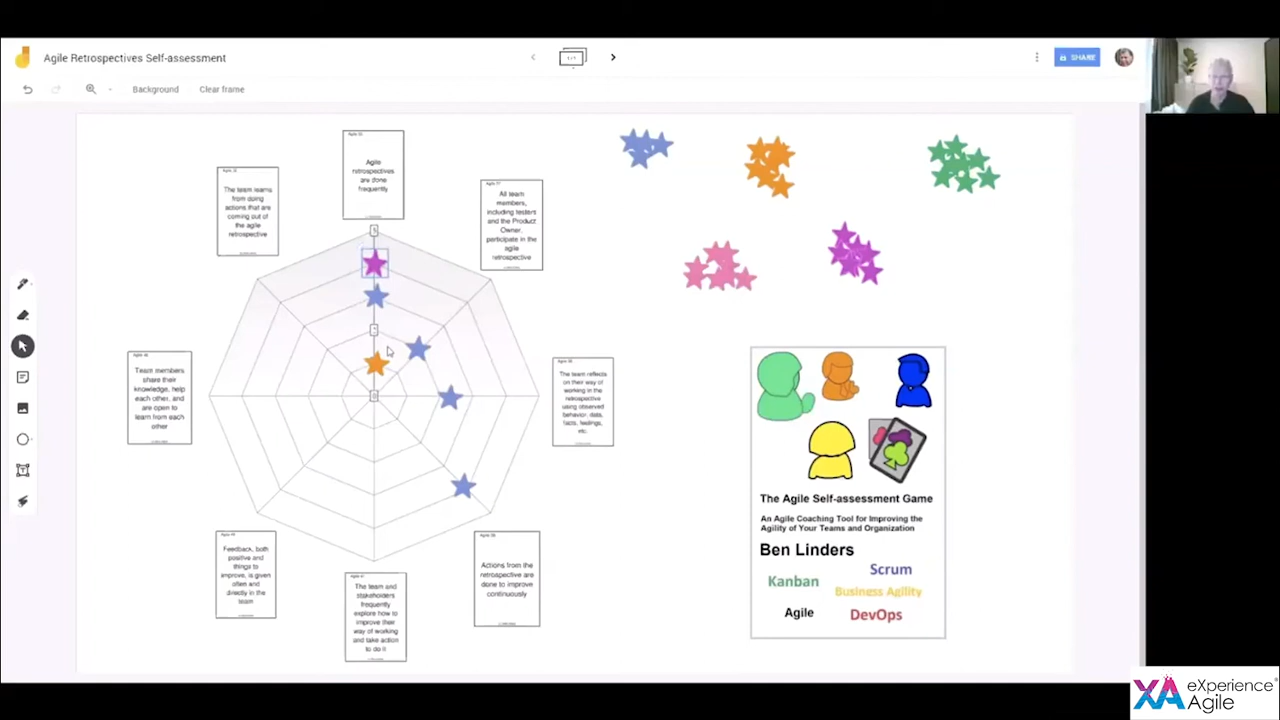 Agile Retrospectives Self-assessment
SHARE
Background
Clear frame
Agile
retrospectives
are done
frequently
The team learns
from doing
actions that are
coming out of
the agile
retrospective
All team
members,
including testers
and the Product
Owner,
participate in the
agile
retrospective
5
1
0
Team members
share their
knowledge, help
each other, and
are open to
learn from each
other
The team reflects
on their way of
working in the
retrospective
using observed
behavior, data,
facts, feelings,
etc.
Feedback, both
positive and
things to
improve, is given
often and
directly in the
team
The team and
stakeholders
frequently
explore how to
improve their
way of working
and take action
to do it
Actions from the
retrospective are
done to improve
continuously
The Agile Self-assessment Game
An Agile Coaching Tool for Improving the
Agility of Your Teams and Organization
Ben Linders
Scrum
Kanban
Business Agility
Agile
DevOps
XA eXperience
Agile